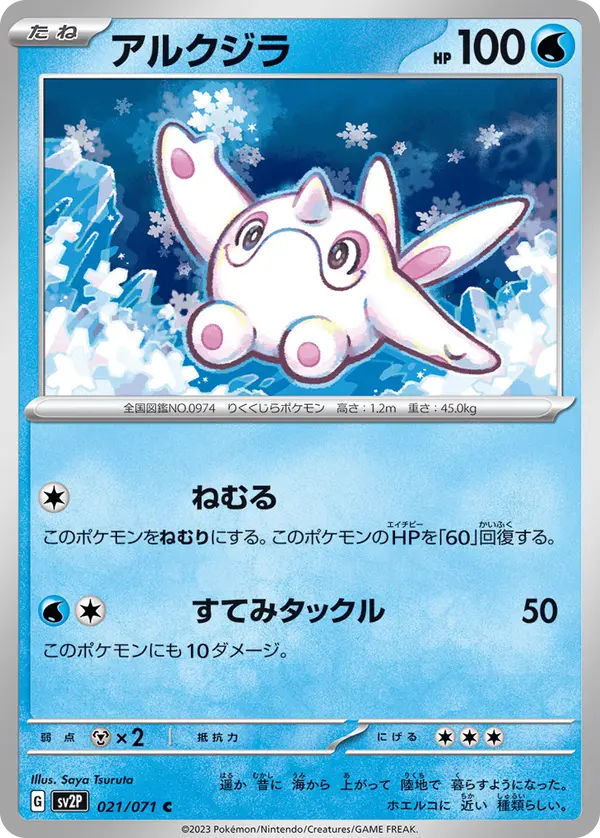 たね アルクジラ HP 100
全国図鑑NO.0974 りくくじらポケモン 高さ:1.2m 重さ:45.0kg
ねむる
このポケモンをねむりにする。このポケモンのHPを「60」回復する。
すてみタックル 50
このポケモンにも10ダメージ。
弱点 ×2 抵抗力 にげる
Illus. Saya Tsuruta
遥か 昔に 海から 上がって 陸地で 暮らすようになった。
G sv2P 021/071 C
ホエルコに 近い 種類らしい。
©2023 Pokémon/Nintendo/Creatures/GAME FREAK.